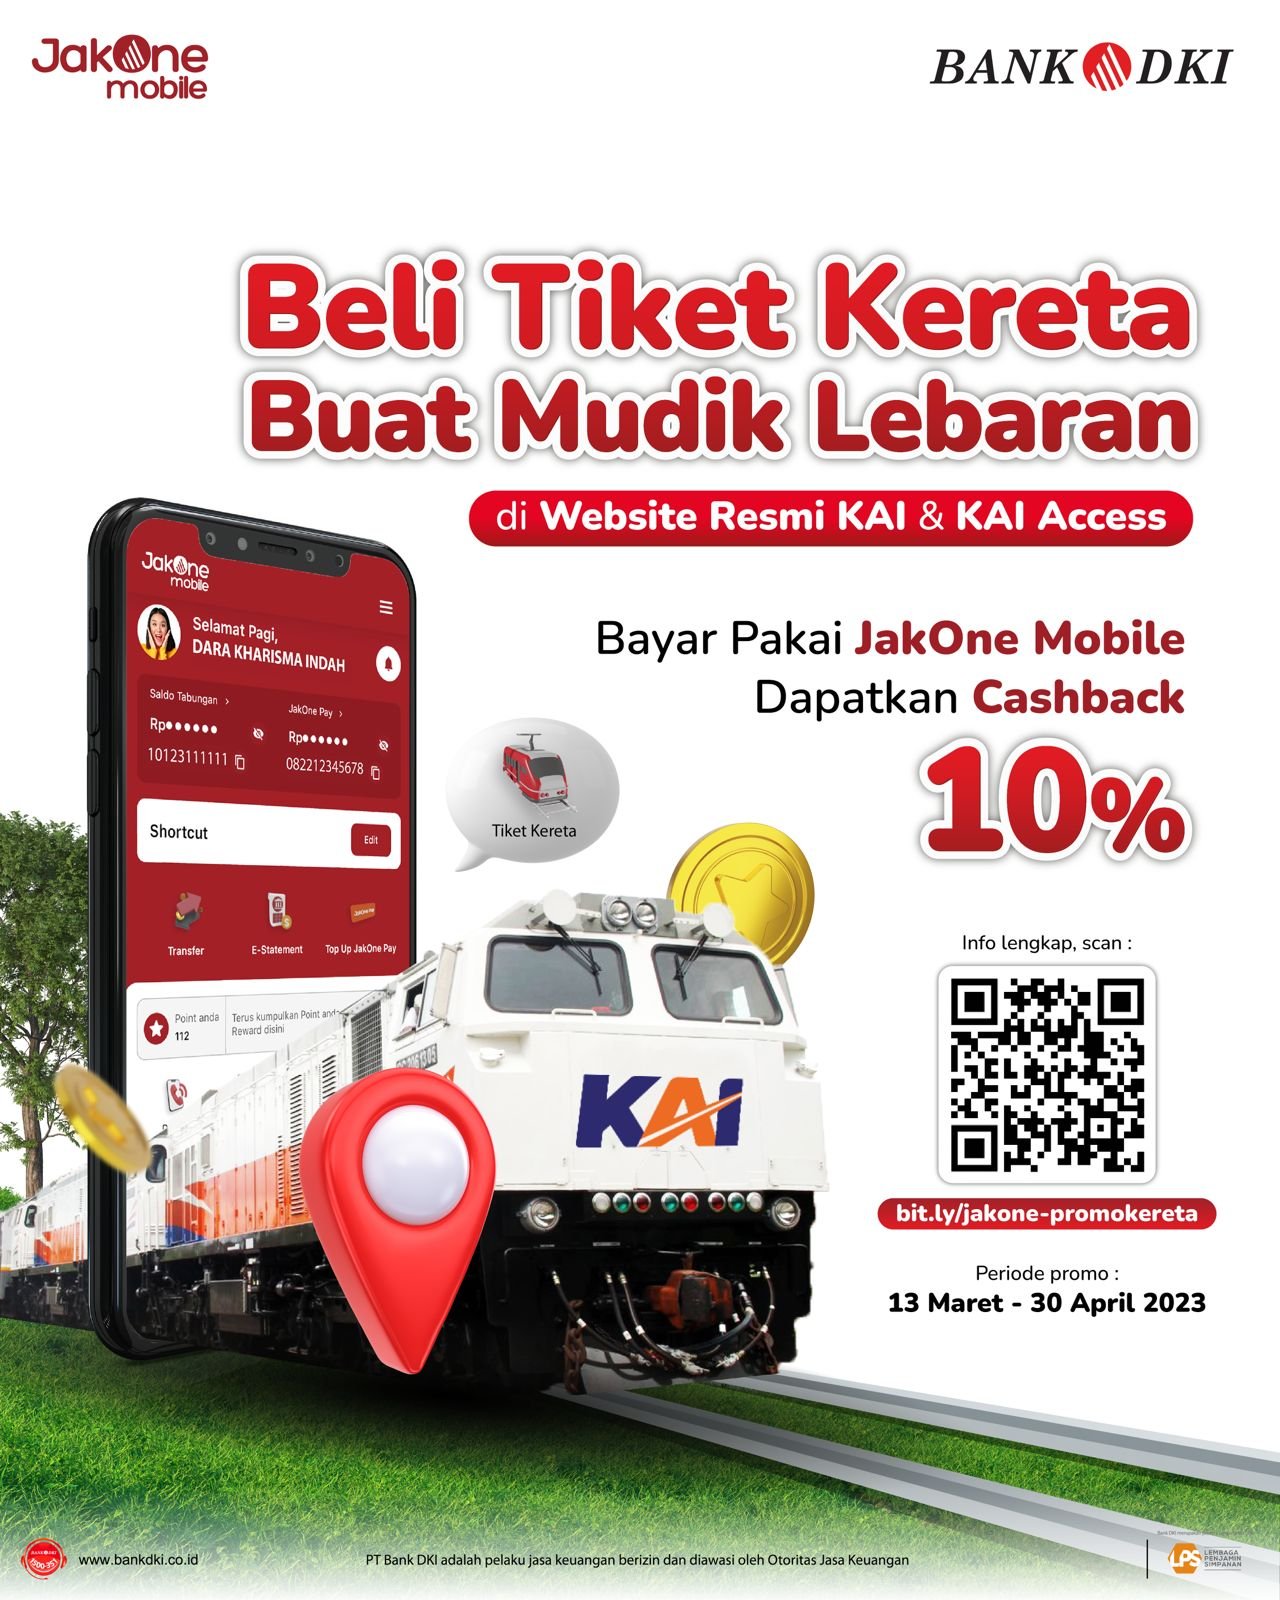 JakOne
mobile
BANK DKI
Beli Tiket Kereta
Buat Mudik Lebaran
di Website Resmi KAI & KAI Access
Bayar Pakai JakOne Mobile
Dapatkan Cashback
10%
JakOne
mobile
Selamat Pagi,
DARA KHARISMA INDAH
Saldo Tabungan >
JakOne Pay >
Rp••••••
Rp••••••
10123111111
082212345678
Shortcut
Edit
Transfer
E-Statement
Top Up JakOne Pay
Point anda
112
Terus kumpulkan Point anda
Reward disini
Tiket Kereta
KAI
Info lengkap, scan :
bit.ly/jakone-promokereta
Periode promo :
13 Maret - 30 April 2023
www.bankdki.co.id
PT Bank DKI adalah pelaku jasa keuangan berizin dan diawasi oleh Otoritas Jasa Keuangan
LPS
LEMBAGA
PENJAMIN
SIMPANAN